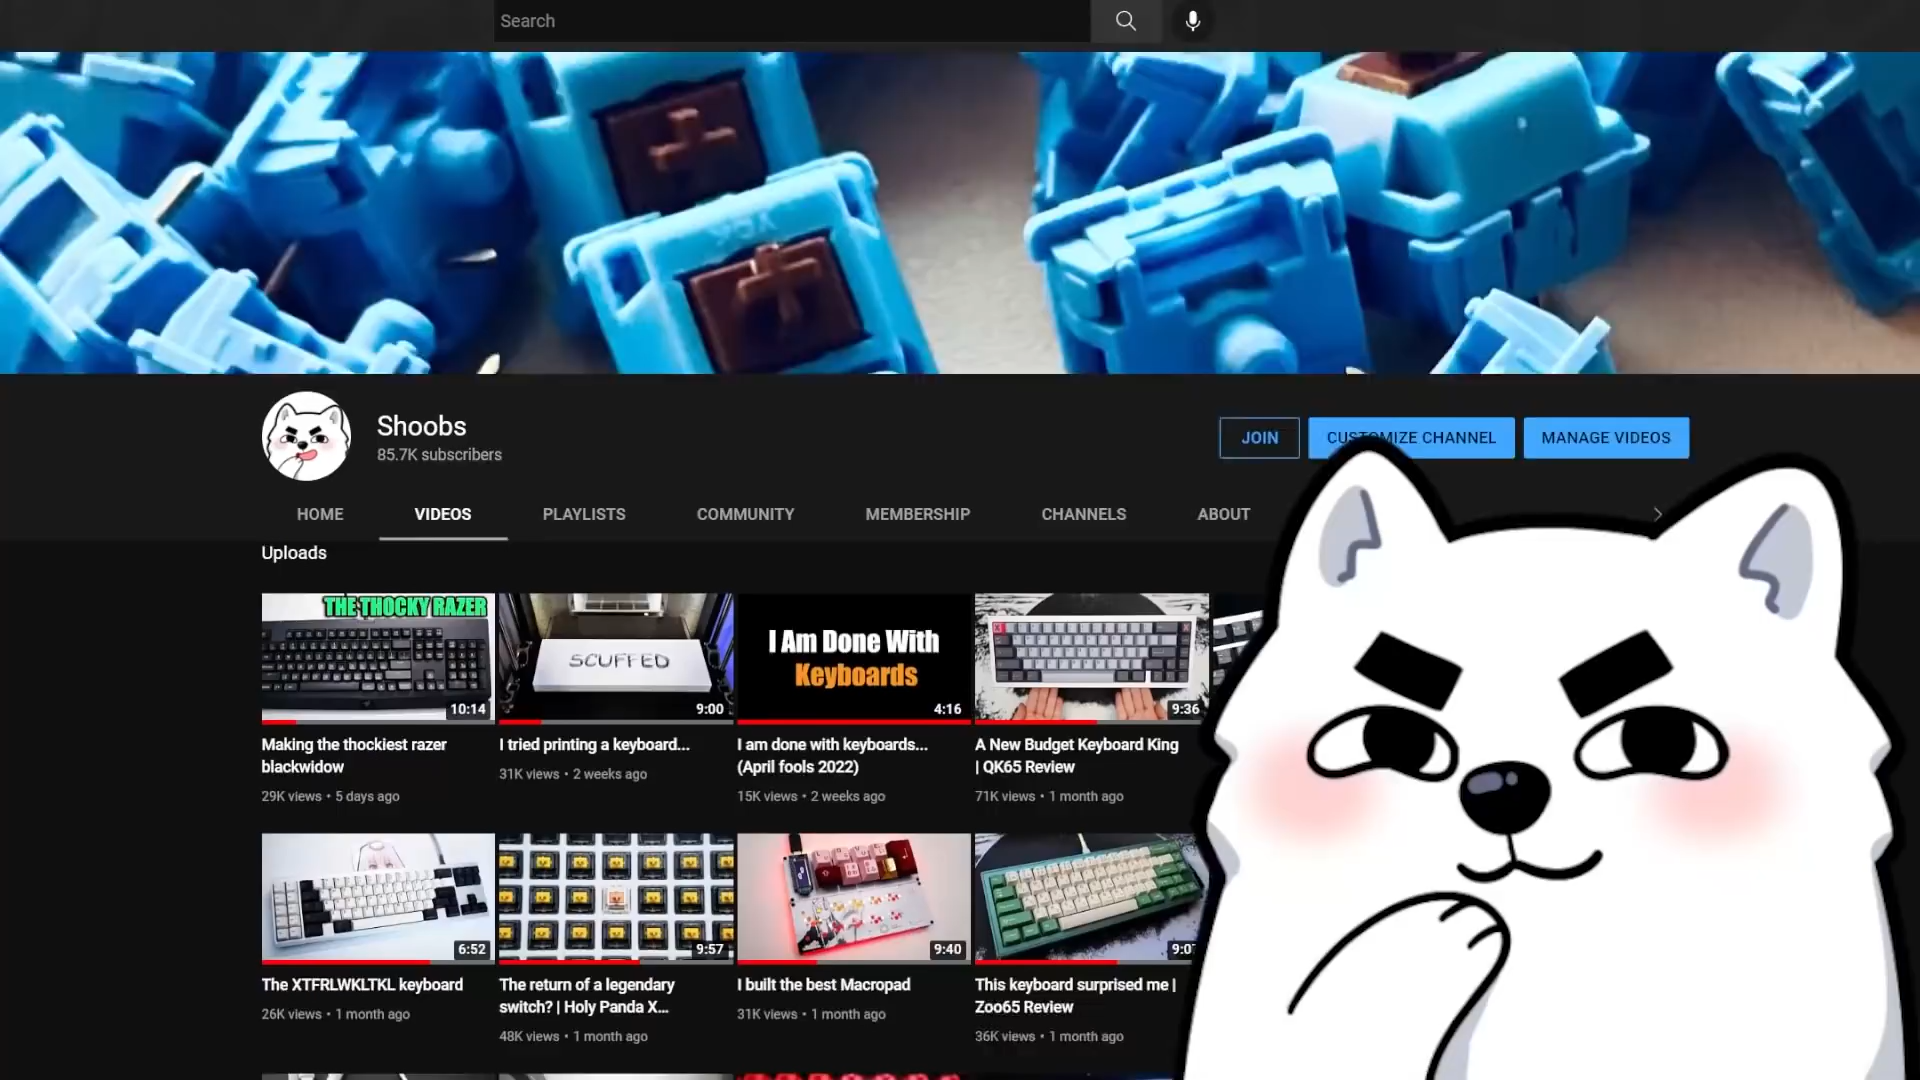 Search
Shoobs
85.7K subscribers
JOIN
CUSTOMIZE CHANNEL
MANAGE VIDEOS
HOME
VIDEOS
PLAYLISTS
COMMUNITY
MEMBERSHIP
CHANNELS
ABOUT
Uploads
THE THOCKY RAZER
10:14
SCUFFED
9:00
I Am Done With
Keyboards
4:16
9:36
Making the thockiest razer
blackwidow
29K views • 5 days ago
I tried printing a keyboard...
31K views • 2 weeks ago
I am done with keyboards...
(April fools 2022)
15K views • 2 weeks ago
A New Budget Keyboard King
| QK65 Review
71K views • 1 month ago
6:52
9:57
9:40
9:07
The XTFRLWKLTKL keyboard
26K views • 1 month ago
The return of a legendary
switch? | Holy Panda X...
48K views • 1 month ago
I built the best Macropad
31K views • 1 month ago
This keyboard surprised me |
Zoo65 Review
36K views • 1 month ago